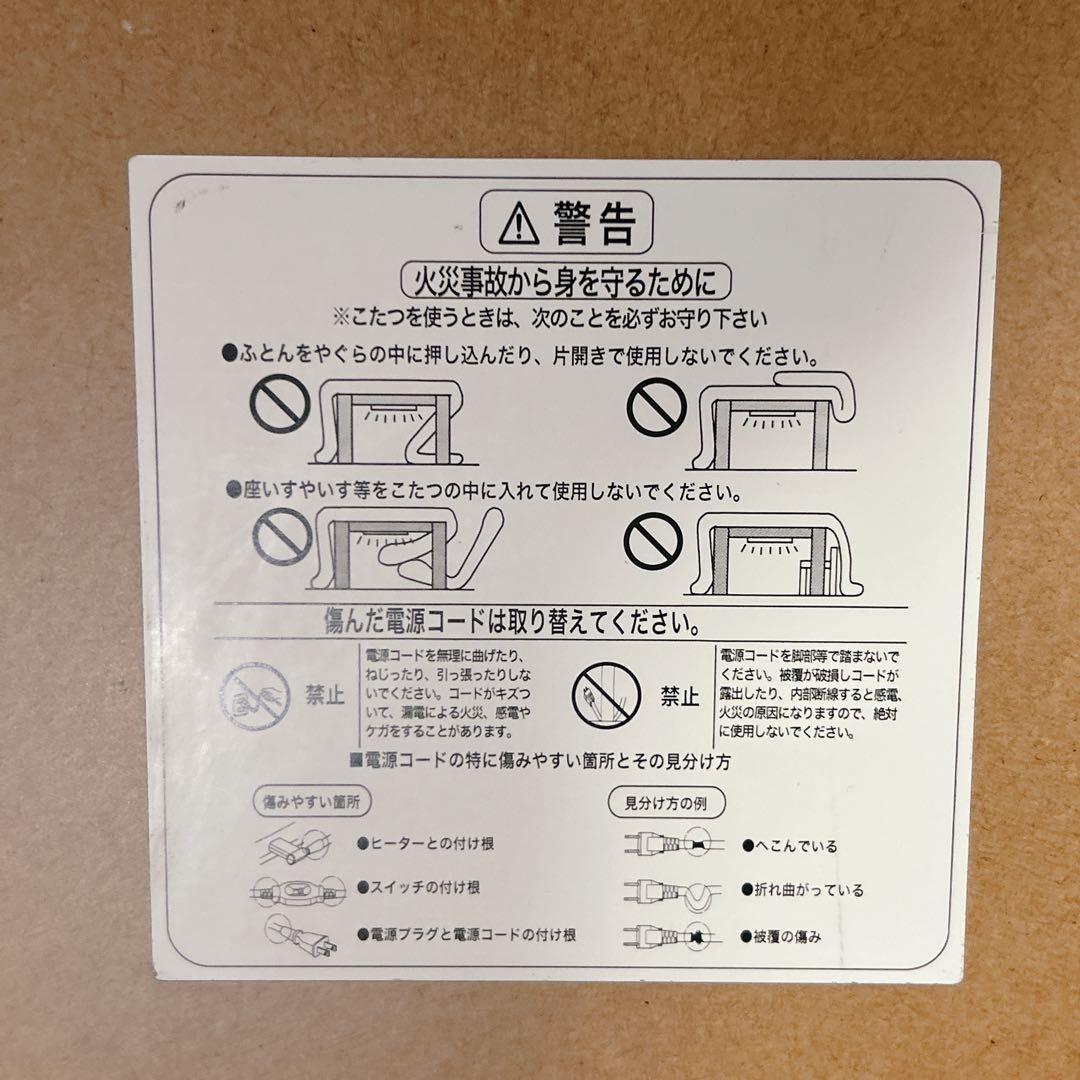 警告
火災事故から身を守るために
※こたつを使うときは、次のことを必ずお守り下さい
●ふとんをやぐらの中に押し込んだり、片開きで使用しないでください。
●座いすやいす等をこたつの中に入れて使用しないでください。
傷んだ電源コードは取り替えてください。
禁止
電源コードを無理に曲げたり、
ねじったり、引っ張ったりしな
いでください。コードがキズつ
いて、漏電による火災、感電や
ケガをすることがあります。
禁止
電源コードを脚部等で踏まないで
ください。被覆が破損しコードが
露出したり、内部断線すると感電、
火災の原因になりますので、絶対
に使用しないでください。
■電源コードの特に傷みやすい箇所とその見分け方
傷みやすい箇所
●ヒーターとの付け根
●スイッチの付け根
●電源プラグと電源コードの付け根
見分け方の例
●へこんでいる
●折れ曲がっている
●被覆の傷み